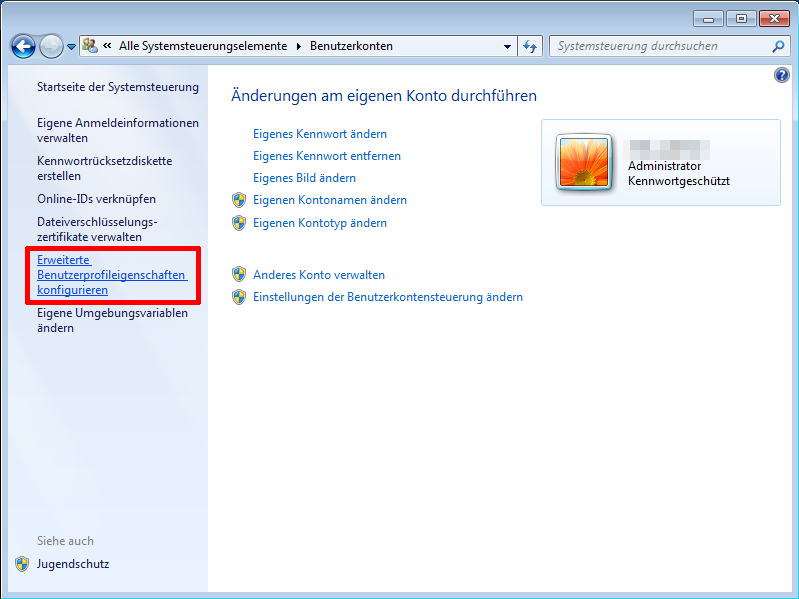 « Alle Systemsteuerungselemente Benutzerkonten
Systemsteuerung durchsuchen
Startseite der Systemsteuerung
Eigene Anmeldeinformationen
verwalten
Kennwortrücksetzdiskette
erstellen
Online-IDs verknüpfen
Dateiverschlüsselungs-
zertifikate verwalten
Erweiterte
Benutzerprofileigenschaften
konfigurieren
Eigene Umgebungsvariablen
ändern
Siehe auch
Jugendschutz
Änderungen am eigenen Konto durchführen
Eigenes Kennwort ändern
Eigenes Kennwort entfernen
Eigenes Bild ändern
Eigenen Kontonamen ändern
Eigenen Kontotyp ändern
Anderes Konto verwalten
Einstellungen der Benutzerkontensteuerung ändern
Administrator
Kennwortgeschützt